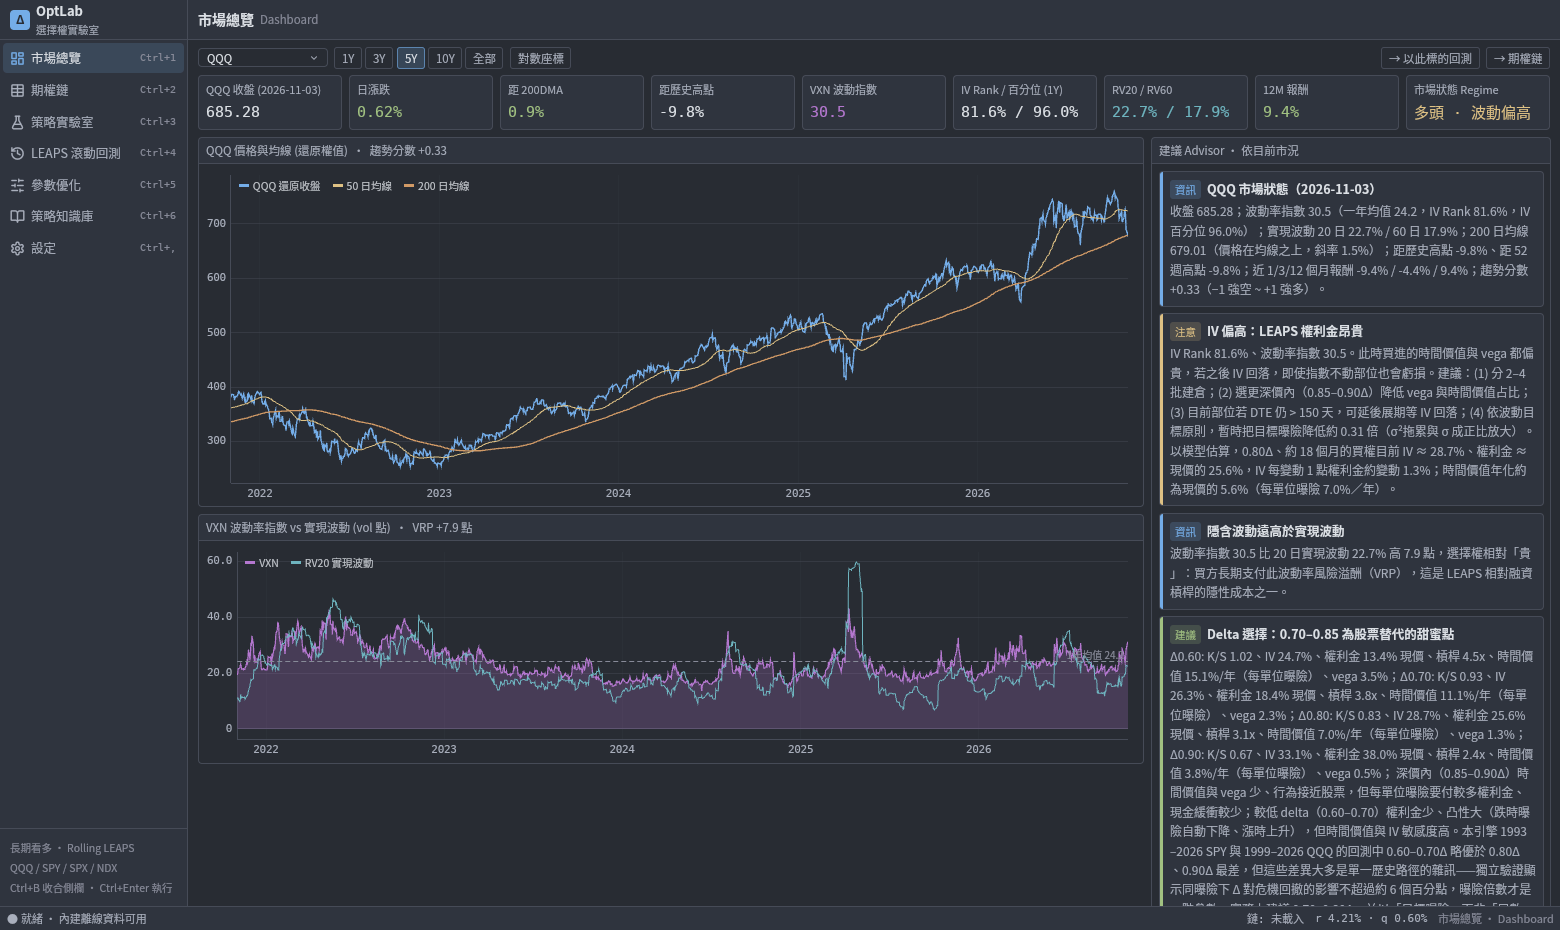 Δ
OptLab
選擇權實驗室
市場總覽 Ctrl+1
期權鏈 Ctrl+2
策略實驗室 Ctrl+3
LEAPS 滾動回測 Ctrl+4
參數優化 Ctrl+5
策略知識庫 Ctrl+6
設定 Ctrl+,
長期看多 · Rolling LEAPS
QQQ / SPY / SPX / NDX
Ctrl+B 收合側欄 · Ctrl+Enter 執行
市場總覽 Dashboard
QQQ 1Y 3Y 5Y 10Y 全部 對數座標 → 以此標的回測 → 期權鏈
QQQ 收盤 (2026-11-03)
685.28
日漲跌
0.62%
距 200DMA
0.9%
距歷史高點
-9.8%
VXN 波動指數
30.5
IV Rank / 百分位 (1Y)
81.6% / 96.0%
RV20 / RV60
22.7% / 17.9%
12M 報酬
9.4%
市場狀態 Regime
多頭 · 波動偏高
QQQ 價格與均線 (還原權值) · 趨勢分數 +0.33
QQQ 還原收盤 50 日均線 200 日均線
700
600
500
400
300
2022 2023 2024 2025 2026
VXN 波動率指數 vs 實現波動 (vol 點) · VRP +7.9 點
VXN RV20 實現波動
60.0
40.0
20.0
0
2022 2023 2024 2025 2026
建議 Advisor · 依目前市況
資訊 QQQ 市場狀態（2026-11-03）
收盤 685.28；波動率指數 30.5（一年均值 24.2，IV Rank 81.6%，IV
百分位 96.0%）；實現波動 20 日 22.7% / 60 日 17.9%；200 日均線
679.01（價格在均線之上，斜率 1.5%）；距歷史高點 -9.8%、距 52
週高點 -9.8%；近 1/3/12 個月報酬 -9.4% / -4.4% / 9.4%；趨勢分數
+0.33（−1 強空 ~ +1 強多）。
注意 IV 偏高：LEAPS 權利金昂貴
IV Rank 81.6%、波動率指數 30.5。此時買進的時間價值與 vega 都偏
貴，若之後 IV 回落，即使指數不動部位也會虧損。建議：(1) 分 2–4
批建倉；(2) 選更深價內（0.85–0.90Δ）降低 vega 與時間價值占比；
(3) 目前部位若 DTE 仍 > 150 天，可延後展期等 IV 回落；(4) 依波動目
標原則，暫時把目標曝險降低約 0.31 倍（σ²拖累與 σ 成正比放大）。
以模型估算，0.80Δ、約 18 個月的買權目前 IV ≈ 28.7%、權利金 ≈
現價的 25.6%，IV 每變動 1 點權利金約變動 1.3%；時間價值年化約
為現價的 5.6%（每單位曝險 7.0%／年）。
資訊 隱含波動遠高於實現波動
波動率指數 30.5 比 20 日實現波動 22.7% 高 7.9 點，選擇權相對「貴
」：買方長期支付此波動率風險溢酬（VRP），這是 LEAPS 相對融資
槓桿的隱性成本之一。
建議 Delta 選擇：0.70–0.85 為股票替代的甜蜜點
Δ0.60: K/S 1.02、IV 24.7%、權利金 13.4% 現價、槓桿 4.5x、時間價
值 15.1%/年（每單位曝險）、vega 3.5%；Δ0.70: K/S 0.93、IV
26.3%、權利金 18.4% 現價、槓桿 3.8x、時間價值 11.1%/年（每單
位曝險）、vega 2.3%；Δ0.80: K/S 0.83、IV 28.7%、權利金 25.6%
現價、槓桿 3.1x、時間價值 7.0%/年（每單位曝險）、vega 1.3%；
Δ0.90: K/S 0.67、IV 33.1%、權利金 38.0% 現價、槓桿 2.4x、時間價
值 3.8%/年（每單位曝險）、vega 0.5%； 深價內（0.85–0.90Δ）時
間價值與 vega 少、行為接近股票，但每單位曝險要付較多權利金、
現金緩衝較少；較低 delta（0.60–0.70）權利金少、凸性大（跌時曝
險自動下降、漲時上升），但時間價值與 IV 敏感度高。本引擎 1993
–2026 SPY 與 1999–2026 QQQ 的回測中 0.60–0.70Δ 略優於 0.80Δ
、0.90Δ 最差，但這些差異大多是單一歷史路徑的雜訊——獨立驗證顯
示同曝險下 Δ 對危機回撤的影響不超過約 6 個百分點，曝險倍數才是
就緒 · 內建離線資料可用
鏈: 未載入 r 4.21% · q 0.60% 市場總覽 · Dashboard